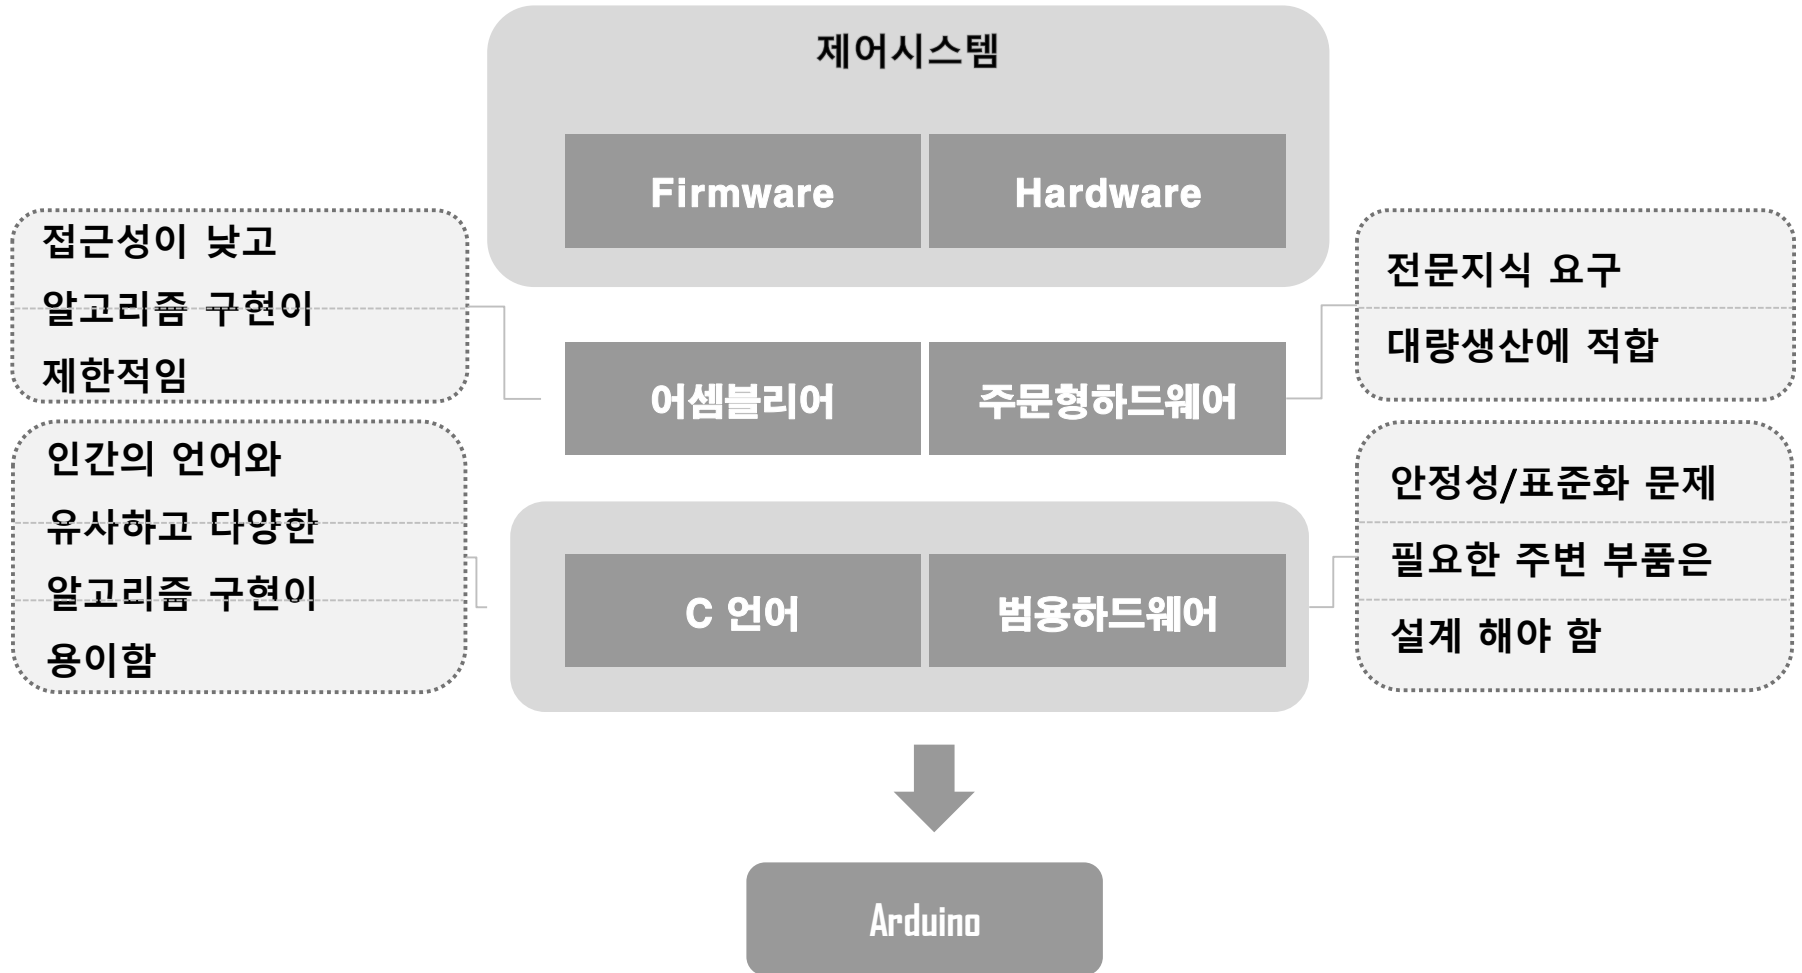 제어시스템
Firmware
Hardware
접근성이 낮고
알고리즘 구현이
제한적임
전문지식 요구
대량생산에 적합
어셈블리어
주문형하드웨어
인간의 언어와
유사하고 다양한
알고리즘 구현이
용이함
안정성/표준화 문제
필요한 주변 부품은
설계 해야 함
C 언어
범용하드웨어
Arduino